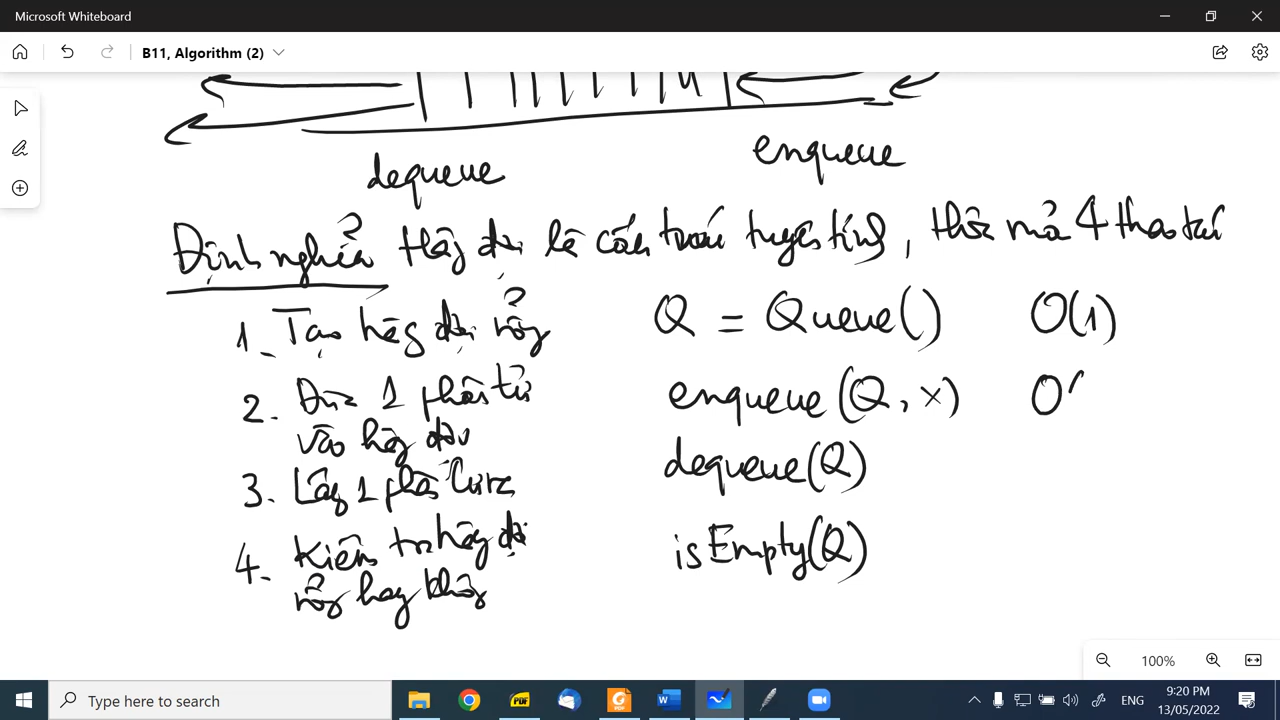 Microsoft Whiteboard
B11, Algorithm (2)
dequeue
enqueue
Định nghĩa Hàng đợi là cấu trúc tuyến tính, thỏa mãn 4 thao tác
1. Tạo hàng đợi rỗng Q = Queue() O(1)
2. Đưa 1 phần tử enqueue(Q, x) O(
vào hàng đợi
3. Lấy 1 phần tử ra dequeue(Q)
4. Kiểm tra hàng đợi isEmpty(Q)
rỗng hay không
100%
Type here to search
ENG
9:20 PM
13/05/2022